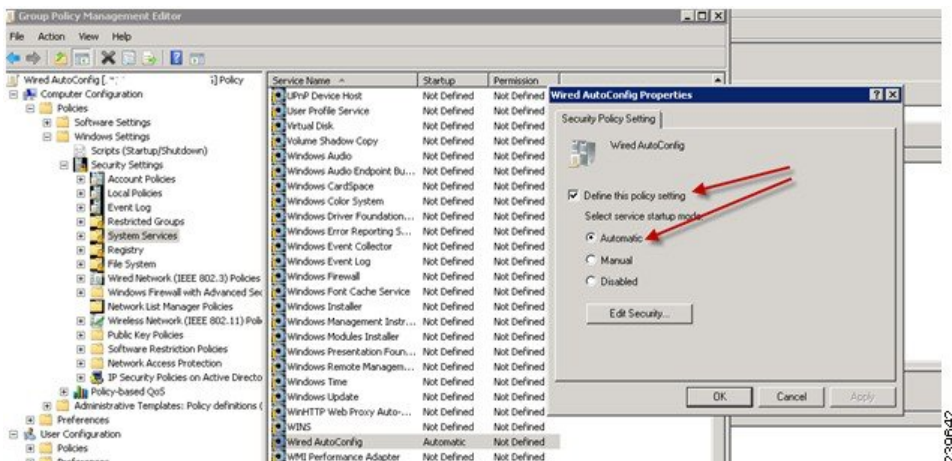 Group Policy Management Editor
File Action View Help
Wired AutoConfig [ ] Policy
Computer Configuration
Policies
Software Settings
Windows Settings
Scripts (Startup/Shutdown)
Security Settings
Account Policies
Local Policies
Event Log
Restricted Groups
System Services
Registry
File System
Wired Network (IEEE 802.3) Policies
Windows Firewall with Advanced Sec
Network List Manager Policies
Wireless Network (IEEE 802.11) Poli
Public Key Policies
Software Restriction Policies
Network Access Protection
IP Security Policies on Active Directo
Policy-based QoS
Administrative Templates: Policy definitions (
Preferences
User Configuration
Policies
Preferences
Service Name Startup Permission
UPnP Device Host Not Defined Not Defined
User Profile Service Not Defined Not Defined
Virtual Disk Not Defined Not Defined
Volume Shadow Copy Not Defined Not Defined
Windows Audio Not Defined Not Defined
Windows Audio Endpoint Bu... Not Defined Not Defined
Windows CardSpace Not Defined Not Defined
Windows Color System Not Defined Not Defined
Windows Driver Foundation... Not Defined Not Defined
Windows Error Reporting S... Not Defined Not Defined
Windows Event Collector Not Defined Not Defined
Windows Event Log Not Defined Not Defined
Windows Firewall Not Defined Not Defined
Windows Font Cache Service Not Defined Not Defined
Windows Installer Not Defined Not Defined
Windows Management Instr... Not Defined Not Defined
Windows Modules Installer Not Defined Not Defined
Windows Presentation Foun... Not Defined Not Defined
Windows Remote Managem... Not Defined Not Defined
Windows Time Not Defined Not Defined
Windows Update Not Defined Not Defined
WinHTTP Web Proxy Auto-... Not Defined Not Defined
WINS Not Defined Not Defined
Wired AutoConfig Automatic Not Defined
WMI Performance Adapter Not Defined Not Defined
Wired AutoConfig Properties
Security Policy Setting
Wired AutoConfig
Define this policy setting
Select service startup mode:
Automatic
Manual
Disabled
Edit Security...
OK Cancel Apply
239642